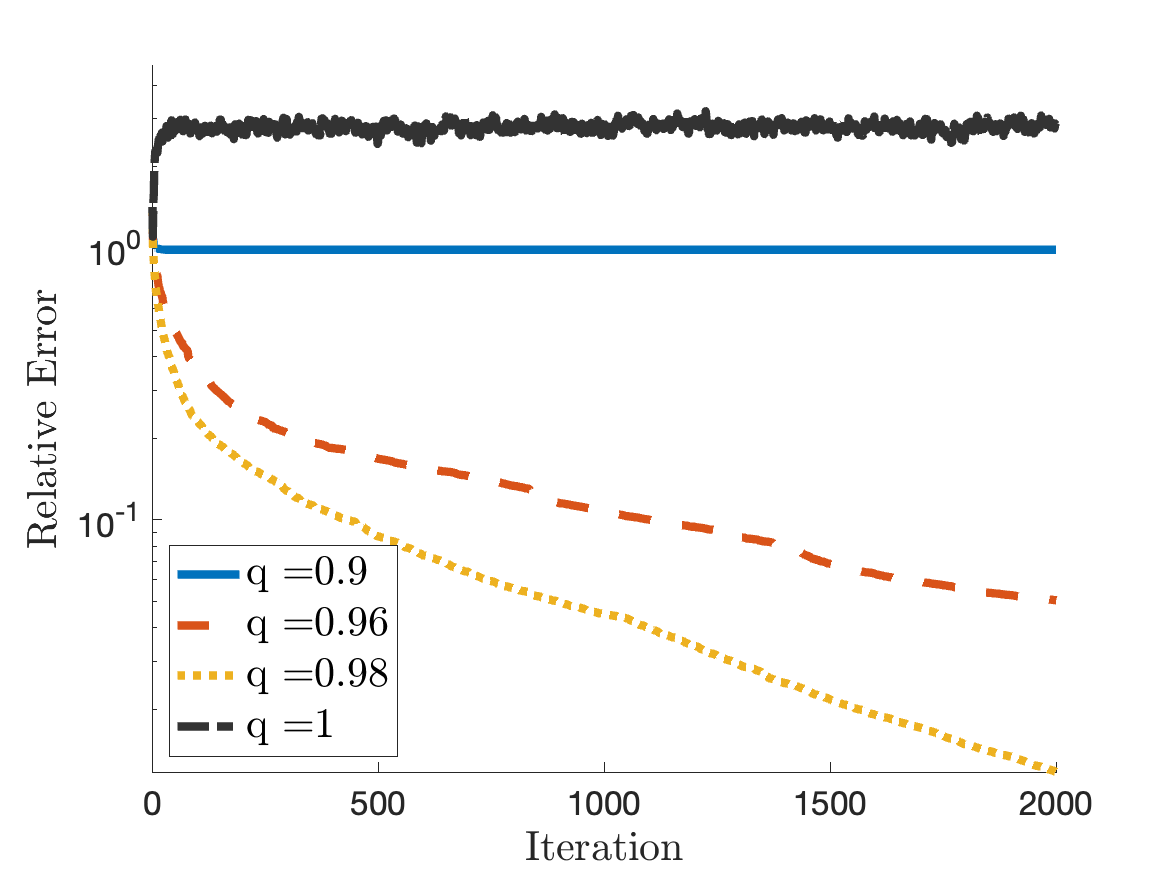 10^0
10^-1
Relative Error
q =0.9
q =0.96
q =0.98
q =1
0 500 1000 1500 2000
Iteration